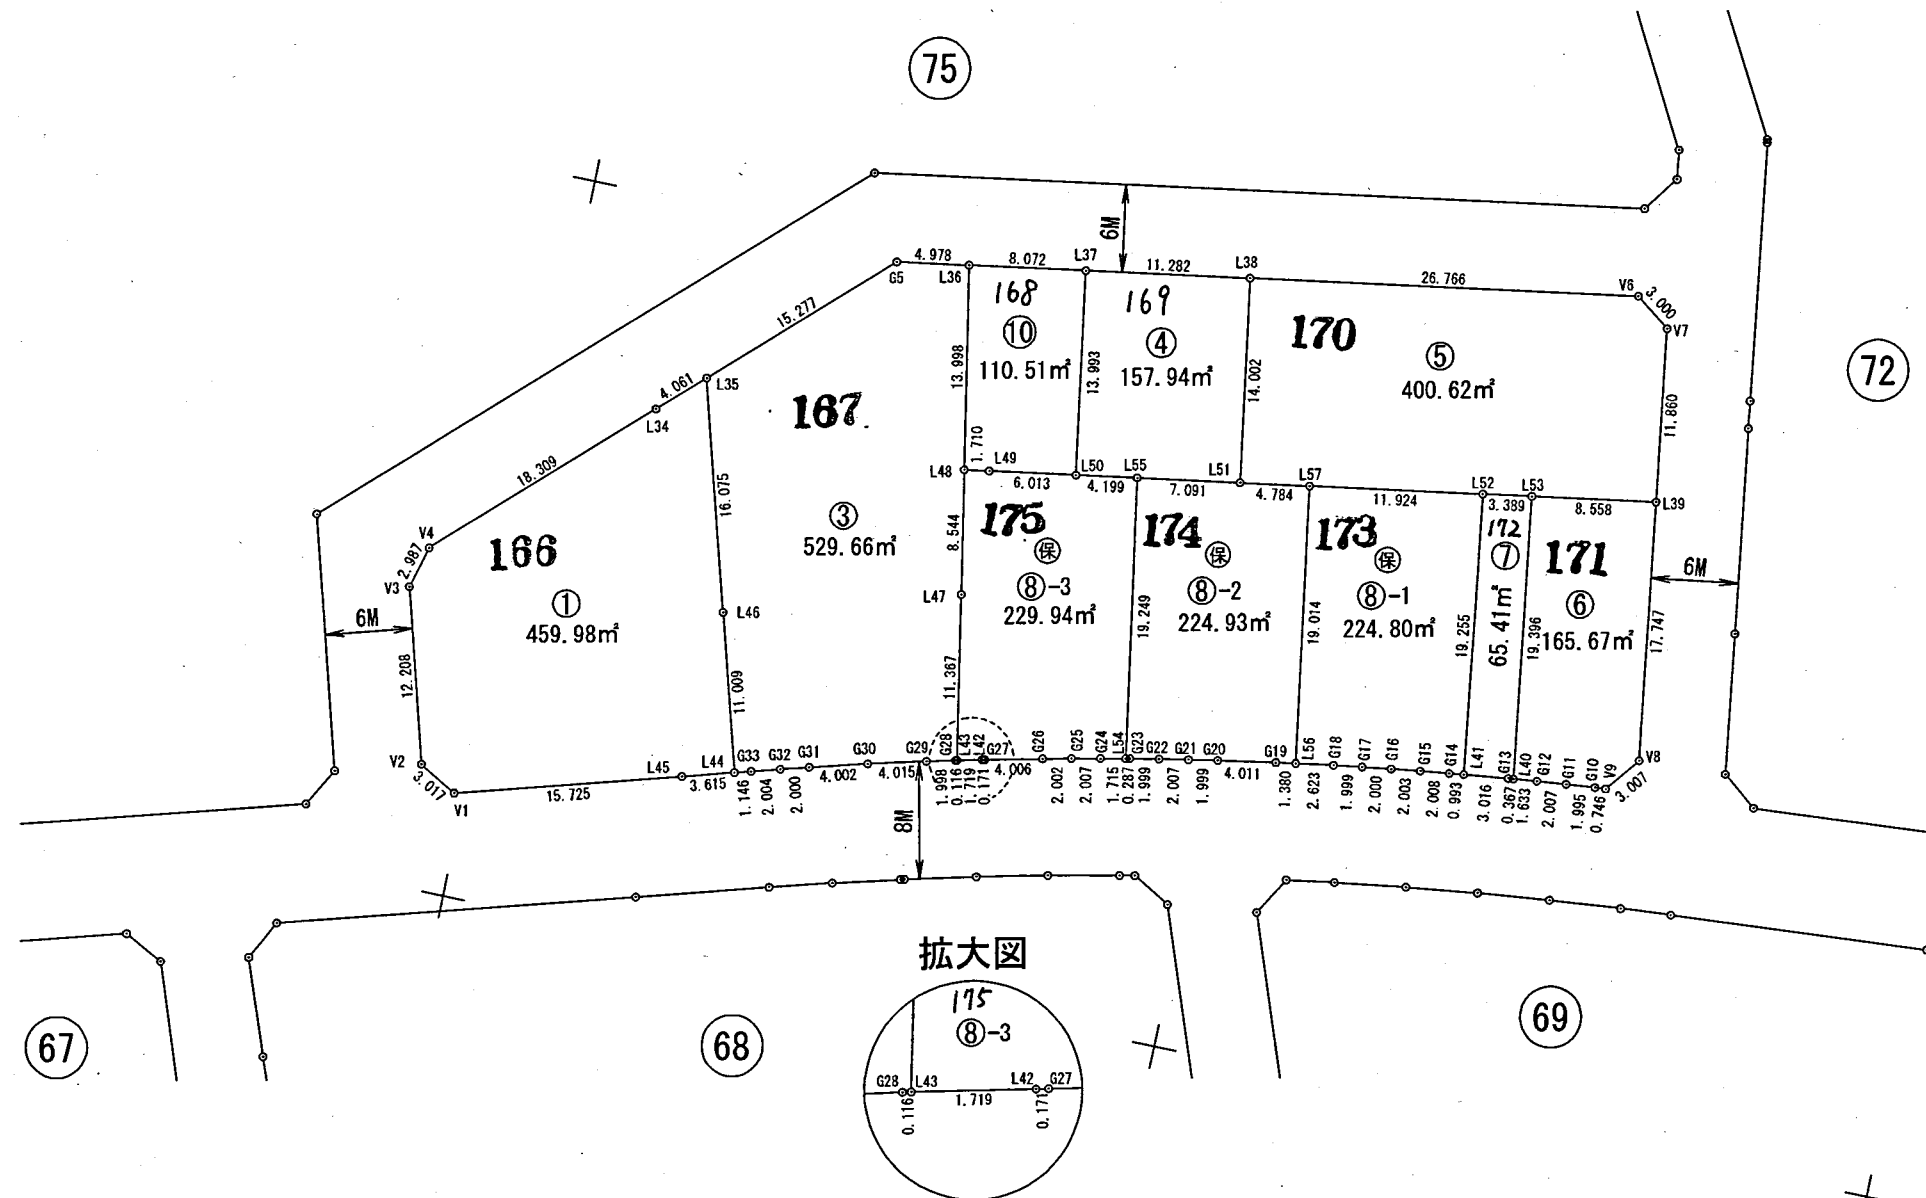 75
72
67
68
69
6M
6M
6M
8M
G5
4.978
L36
8.072
L37
11.282
L38
26.766
V6
3.000
V7
15.277
4.061
L35
L34
18.309
V4
2.987
V3
12.208
V2
3.017
V1
166
①
459.98㎡
16.075
L46
11.009
167
③
529.66㎡
168
⑩
110.51㎡
13.998
1.710
13.993
169
④
157.94㎡
14.002
170
⑤
400.62㎡
11.860
L48
L49
6.013
L50
4.199
L55
7.091
L51
4.784
L57
11.924
L52
3.389
L53
8.558
L39
8.544
L47
11.367
175
保
⑧-3
229.94㎡
19.249
174
保
⑧-2
224.93㎡
19.014
173
保
⑧-1
224.80㎡
19.255
172
⑦
65.41㎡
19.396
171
⑥
165.67㎡
17.747
V8
3.007
V9
15.725
L45
3.615
L44
G33
G32
G31
G30
G29
G28
L43
L42
G27
G26
G25
G24
L54
G23
G22
G21
G20
G19
L56
G18
G17
G16
G15
G14
L41
G13
L40
G12
G11
G10
1.146
2.004
2.000
4.002
4.015
1.998
0.116
1.719
0.171
4.006
2.002
2.007
1.715
0.287
1.999
2.007
1.999
4.011
1.380
2.623
1.999
2.000
2.003
2.008
0.993
3.016
0.367
1.633
2.007
1.995
0.746
拡大図
175
⑧-3
G28
L43
L42
G27
0.116
1.719
0.171